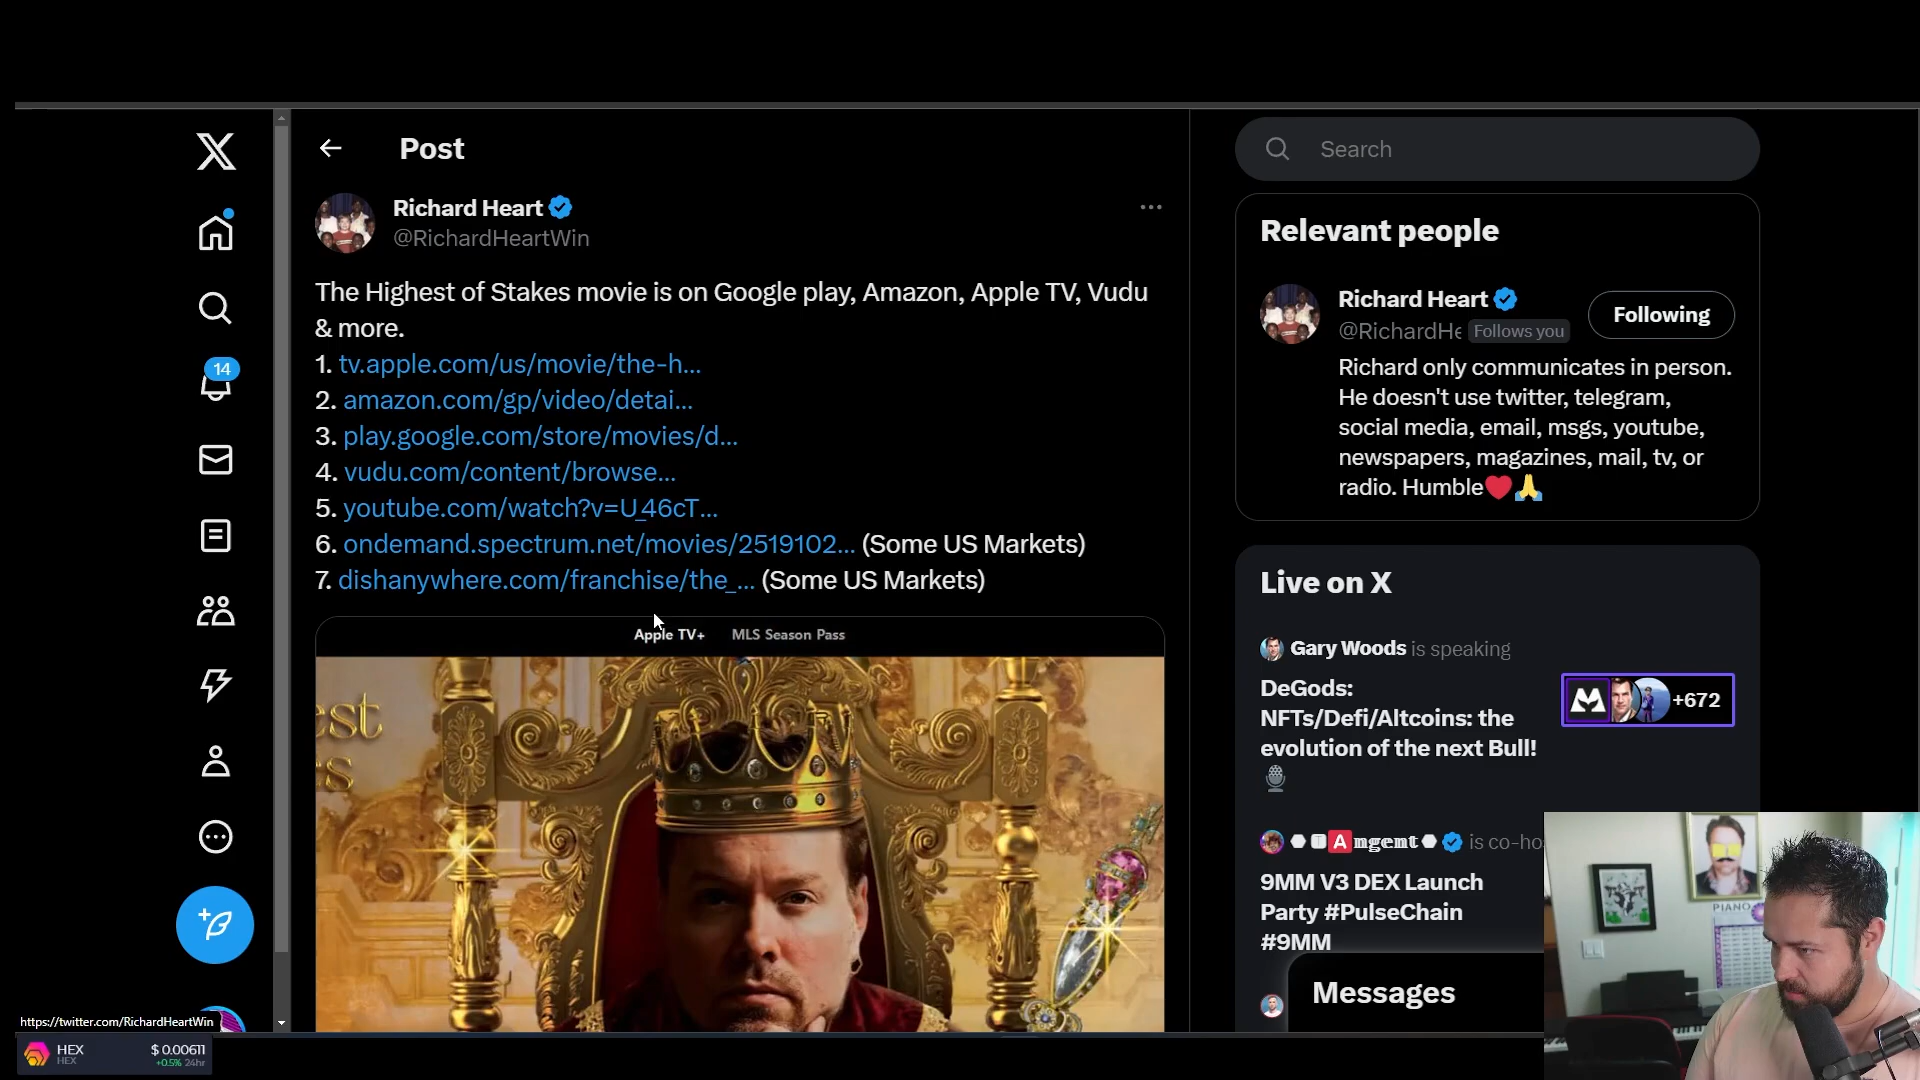 Post
Search
Richard Heart
@RichardHeartWin
The Highest of Stakes movie is on Google play, Amazon, Apple TV, Vudu
& more.
1. tv.apple.com/us/movie/the-h...
2. amazon.com/gp/video/detai...
3. play.google.com/store/movies/d...
4. vudu.com/content/browse...
5. youtube.com/watch?v=U_46cT...
6. ondemand.spectrum.net/movies/2519102... (Some US Markets)
7. dishanywhere.com/franchise/the_... (Some US Markets)
Apple TV+ MLS Season Pass
est
s
14
Relevant people
Richard Heart
Following
@RichardHe Follows you
Richard only communicates in person.
He doesn't use twitter, telegram,
social media, email, msgs, youtube,
newspapers, magazines, mail, tv, or
radio. Humble❤️🙏
Live on X
Gary Woods is speaking
DeGods:
NFTs/Defi/Altcoins: the
evolution of the next Bull!
🎙️
+672
🅰ngent is co-ho
9MM V3 DEX Launch
Party #PulseChain
#9MM
Messages
PIANO
https://twitter.com/RichardHeartWin
HEX $ 0.00611
HEX +0.5% 24hr